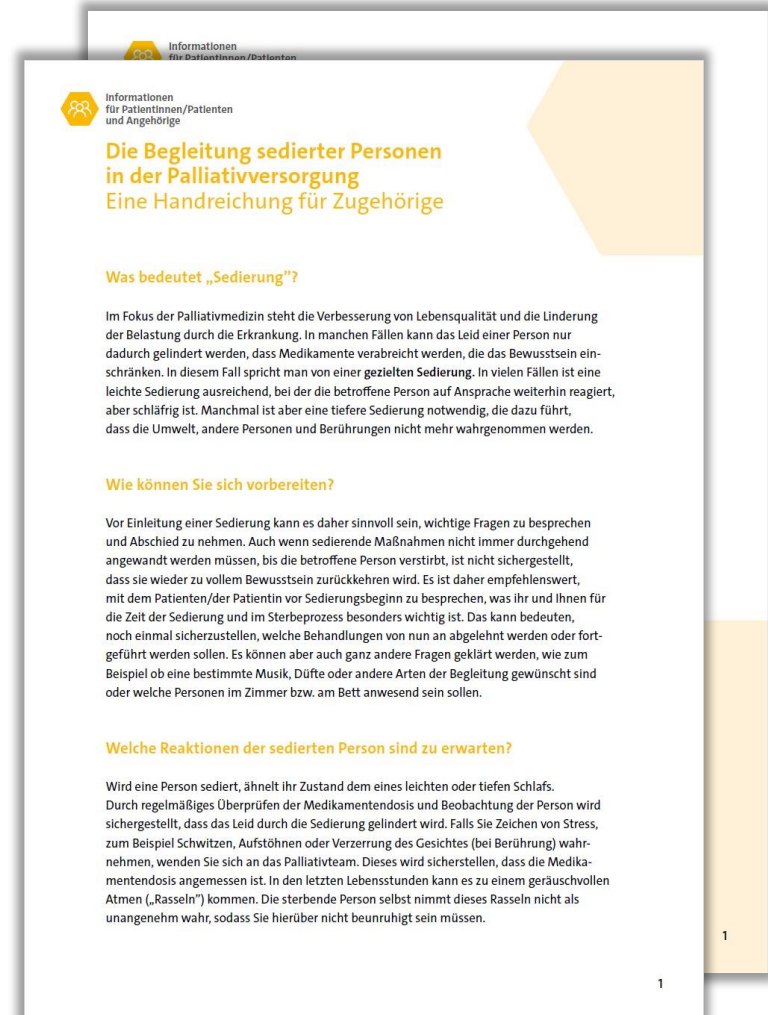 Informationen
für Patientinnen/Patienten
Informationen
für Patientinnen/Patienten
und Angehörige
Die Begleitung sedierter Personen
in der Palliativversorgung
Eine Handreichung für Zugehörige
Was bedeutet „Sedierung"?
Im Fokus der Palliativmedizin steht die Verbesserung von Lebensqualität und die Linderung
der Belastung durch die Erkrankung. In manchen Fällen kann das Leid einer Person nur
dadurch gelindert werden, dass Medikamente verabreicht werden, die das Bewusstsein ein-
schränken. In diesem Fall spricht man von einer gezielten Sedierung. In vielen Fällen ist eine
leichte Sedierung ausreichend, bei der die betroffene Person auf Ansprache weiterhin reagiert,
aber schläfrig ist. Manchmal ist aber eine tiefere Sedierung notwendig, die dazu führt,
dass die Umwelt, andere Personen und Berührungen nicht mehr wahrgenommen werden.
Wie können Sie sich vorbereiten?
Vor Einleitung einer Sedierung kann es daher sinnvoll sein, wichtige Fragen zu besprechen
und Abschied zu nehmen. Auch wenn sedierende Maßnahmen nicht immer durchgehend
angewandt werden müssen, bis die betroffene Person verstirbt, ist nicht sichergestellt,
dass sie wieder zu vollem Bewusstsein zurückkehren wird. Es ist daher empfehlenswert,
mit dem Patienten/der Patientin vor Sedierungsbeginn zu besprechen, was ihr und Ihnen für
die Zeit der Sedierung und im Sterbeprozess besonders wichtig ist. Das kann bedeuten,
noch einmal sicherzustellen, welche Behandlungen von nun an abgelehnt werden oder fort-
geführt werden sollen. Es können aber auch ganz andere Fragen geklärt werden, wie zum
Beispiel ob eine bestimmte Musik, Düfte oder andere Arten der Begleitung gewünscht sind
oder welche Personen im Zimmer bzw. am Bett anwesend sein sollen.
Welche Reaktionen der sedierten Person sind zu erwarten?
Wird eine Person sediert, ähnelt ihr Zustand dem eines leichten oder tiefen Schlafs.
Durch regelmäßiges Überprüfen der Medikamentendosis und Beobachtung der Person wird
sichergestellt, dass das Leid durch die Sedierung gelindert wird. Falls Sie Zeichen von Stress,
zum Beispiel Schwitzen, Aufstöhnen oder Verzerrung des Gesichtes (bei Berührung) wahr-
nehmen, wenden Sie sich an das Palliativteam. Dieses wird sicherstellen, dass die Medika-
mentendosis angemessen ist. In den letzten Lebensstunden kann es zu einem geräuschvollen
Atmen („Rasseln") kommen. Die sterbende Person selbst nimmt dieses Rasseln nicht als
unangenehm wahr, sodass Sie hierüber nicht beunruhigt sein müssen.
1
1